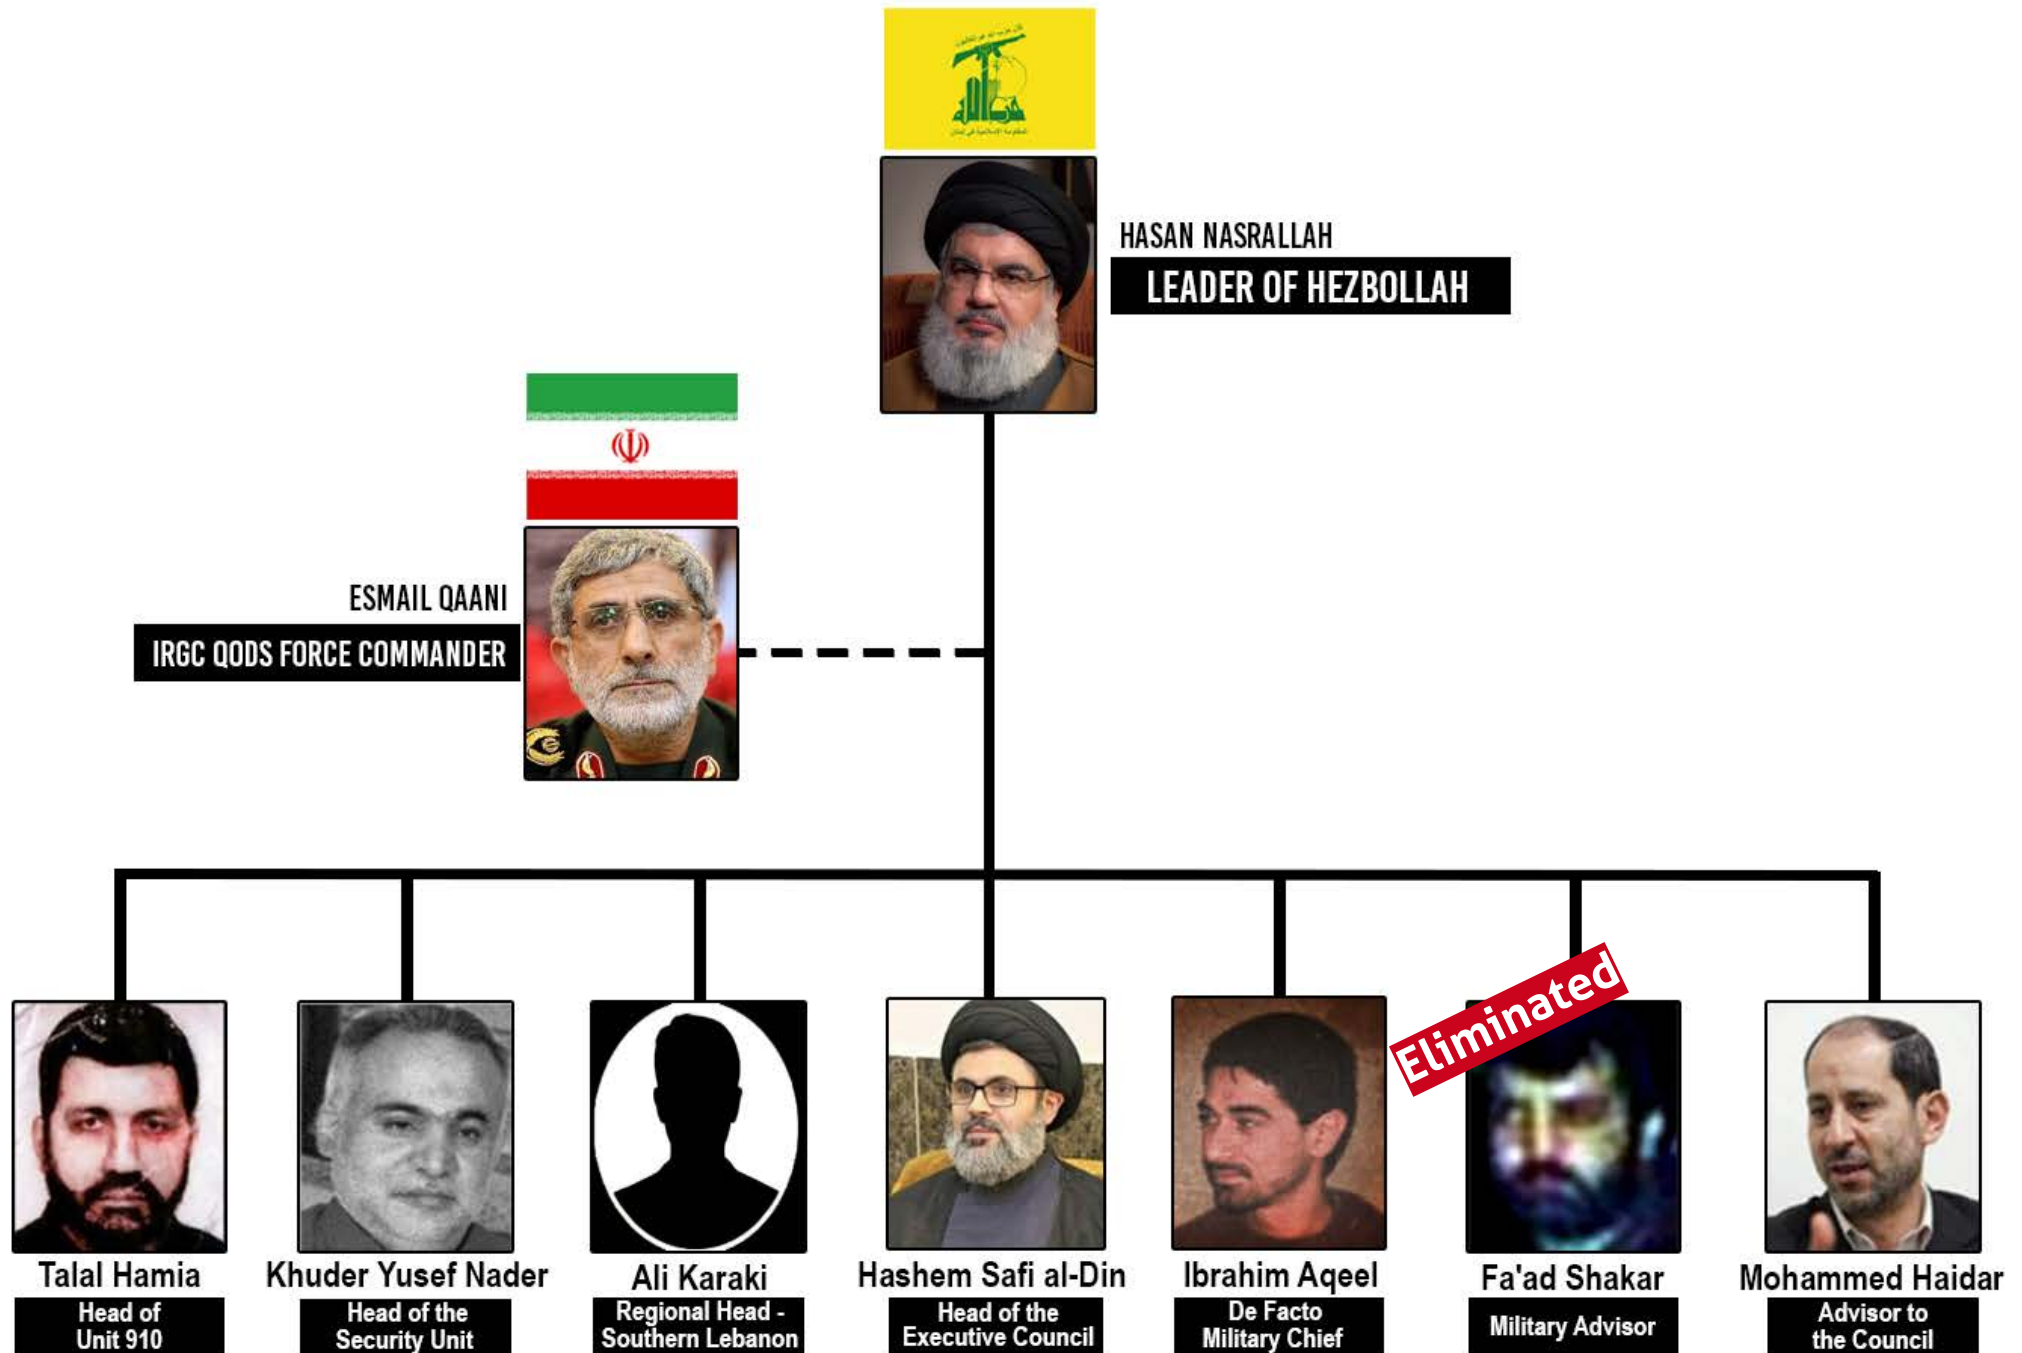 حزب الله
HASAN NASRALLAH
LEADER OF HEZBOLLAH
ESMAIL QAANI
IRGC QODS FORCE COMMANDER
Eliminated
Talal Hamia
Head of
Unit 910
Khuder Yusef Nader
Head of the
Security Unit
Ali Karaki
Regional Head -
Southern Lebanon
Hashem Safi al-Din
Head of the
Executive Council
Ibrahim Aqeel
De Facto
Military Chief
Fa'ad Shakar
Military Advisor
Mohammed Haidar
Advisor to
the Council